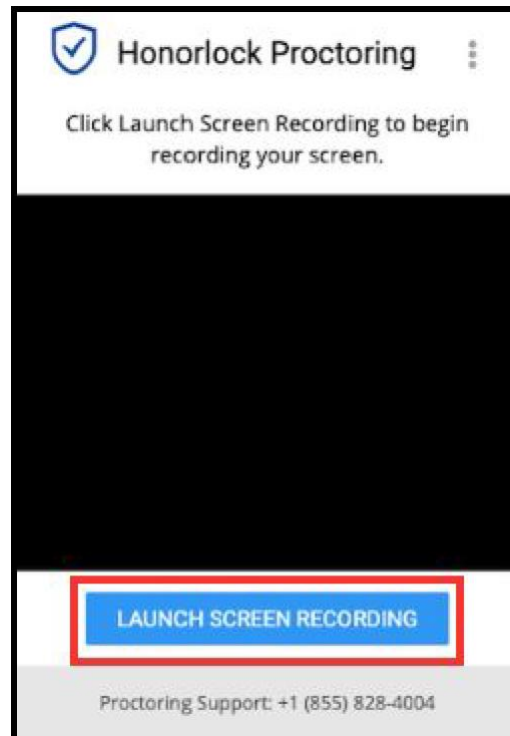 Honorlock Proctoring
Click Launch Screen Recording to begin
recording your screen.
LAUNCH SCREEN RECORDING
Proctoring Support: +1 (855) 828-4004